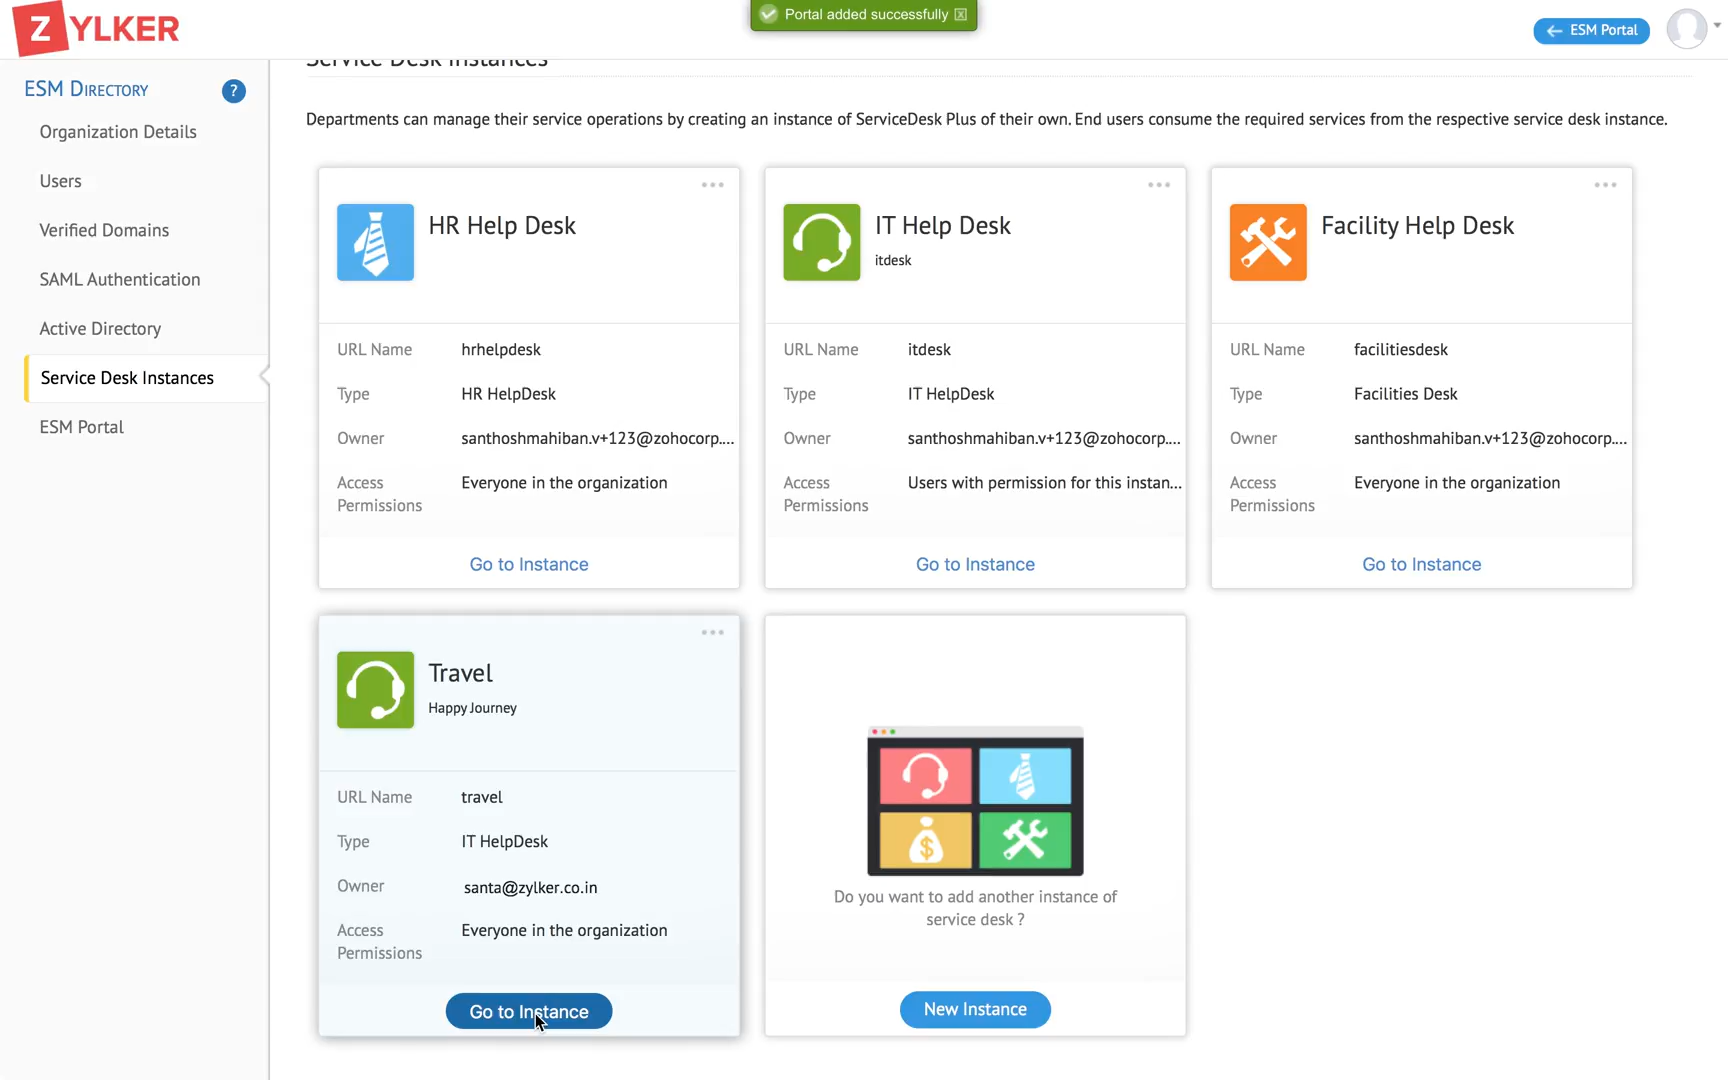 ZYLKER
Portal added successfully
ESM Portal
ESM Directory
?
Organization Details
Users
Verified Domains
SAML Authentication
Active Directory
Service Desk Instances
ESM Portal
Service Desk Instances
Departments can manage their service operations by creating an instance of ServiceDesk Plus of their own. End users consume the required services from the respective service desk instance.
HR Help Desk
URL Name hrhelpdesk
Type HR HelpDesk
Owner santhoshmahiban.v+123@zohocorp....
Access Permissions Everyone in the organization
Go to Instance
IT Help Desk
itdesk
URL Name itdesk
Type IT HelpDesk
Owner santhoshmahiban.v+123@zohocorp....
Access Permissions Users with permission for this instan...
Go to Instance
Facility Help Desk
URL Name facilitiesdesk
Type Facilities Desk
Owner santhoshmahiban.v+123@zohocorp....
Access Permissions Everyone in the organization
Go to Instance
Travel
Happy Journey
URL Name travel
Type IT HelpDesk
Owner santa@zylker.co.in
Access Permissions Everyone in the organization
Go to Instance
$
Do you want to add another instance of
service desk ?
New Instance